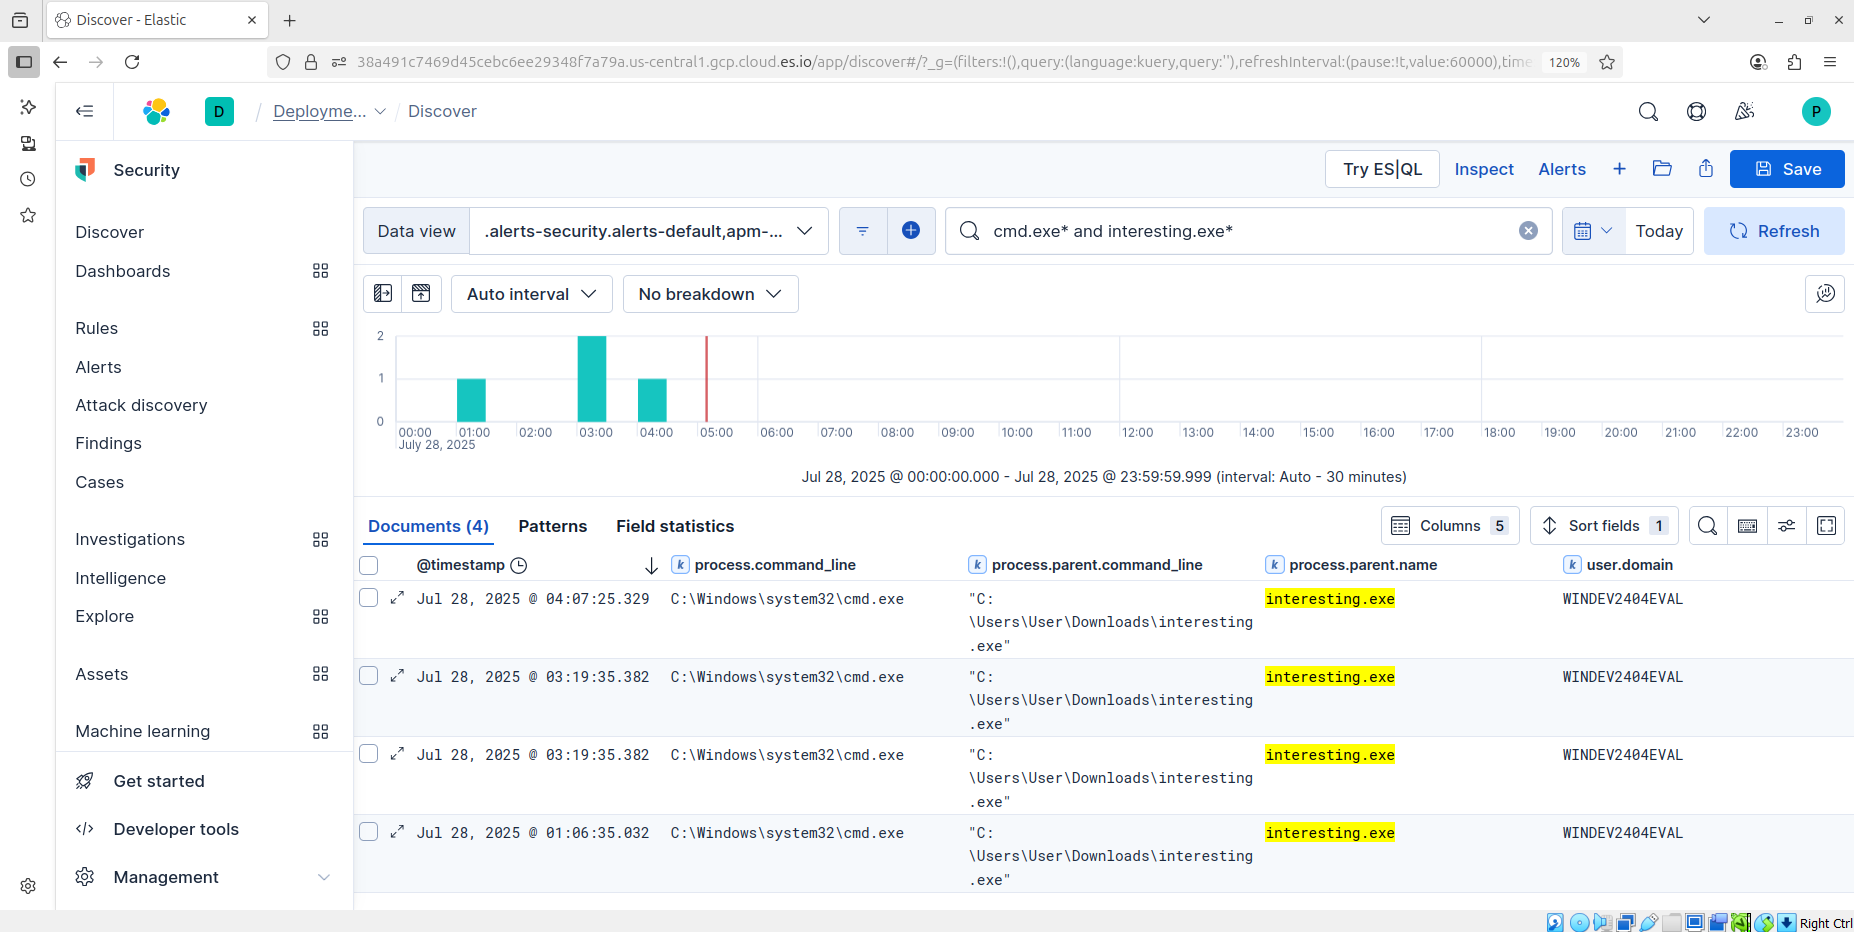 Discover - Elastic
38a491c7469d45cebc6ee29348f7a79a.us-central1.gcp.cloud.es.io/app/discover#/?_g=(filters:!(),query:(language:kuery,query:''),refreshInterval:(pause:!t,value:60000),time
120%
D / Deployme... / Discover
P
Security
Try ES|QL Inspect Alerts Save
Discover
Dashboards
Rules
Alerts
Attack discovery
Findings
Cases
Investigations
Intelligence
Explore
Assets
Machine learning
Get started
Developer tools
Management
Data view .alerts-security.alerts-default,apm-... cmd.exe* and interesting.exe* Today Refresh
Auto interval No breakdown
2
1
0
00:00 01:00 02:00 03:00 04:00 05:00 06:00 07:00 08:00 09:00 10:00 11:00 12:00 13:00 14:00 15:00 16:00 17:00 18:00 19:00 20:00 21:00 22:00 23:00
July 28, 2025
Jul 28, 2025 @ 00:00:00.000 - Jul 28, 2025 @ 23:59:59.999 (interval: Auto - 30 minutes)
Documents (4) Patterns Field statistics Columns 5 Sort fields 1
@timestamp k process.command_line k process.parent.command_line k process.parent.name k user.domain
Jul 28, 2025 @ 04:07:25.329 C:\Windows\system32\cmd.exe "C: interesting.exe WINDEV2404EVAL
\Users\User\Downloads\interesting
.exe"
Jul 28, 2025 @ 03:19:35.382 C:\Windows\system32\cmd.exe "C: interesting.exe WINDEV2404EVAL
\Users\User\Downloads\interesting
.exe"
Jul 28, 2025 @ 03:19:35.382 C:\Windows\system32\cmd.exe "C: interesting.exe WINDEV2404EVAL
\Users\User\Downloads\interesting
.exe"
Jul 28, 2025 @ 01:06:35.032 C:\Windows\system32\cmd.exe "C: interesting.exe WINDEV2404EVAL
\Users\User\Downloads\interesting
.exe"
Right Ctrl